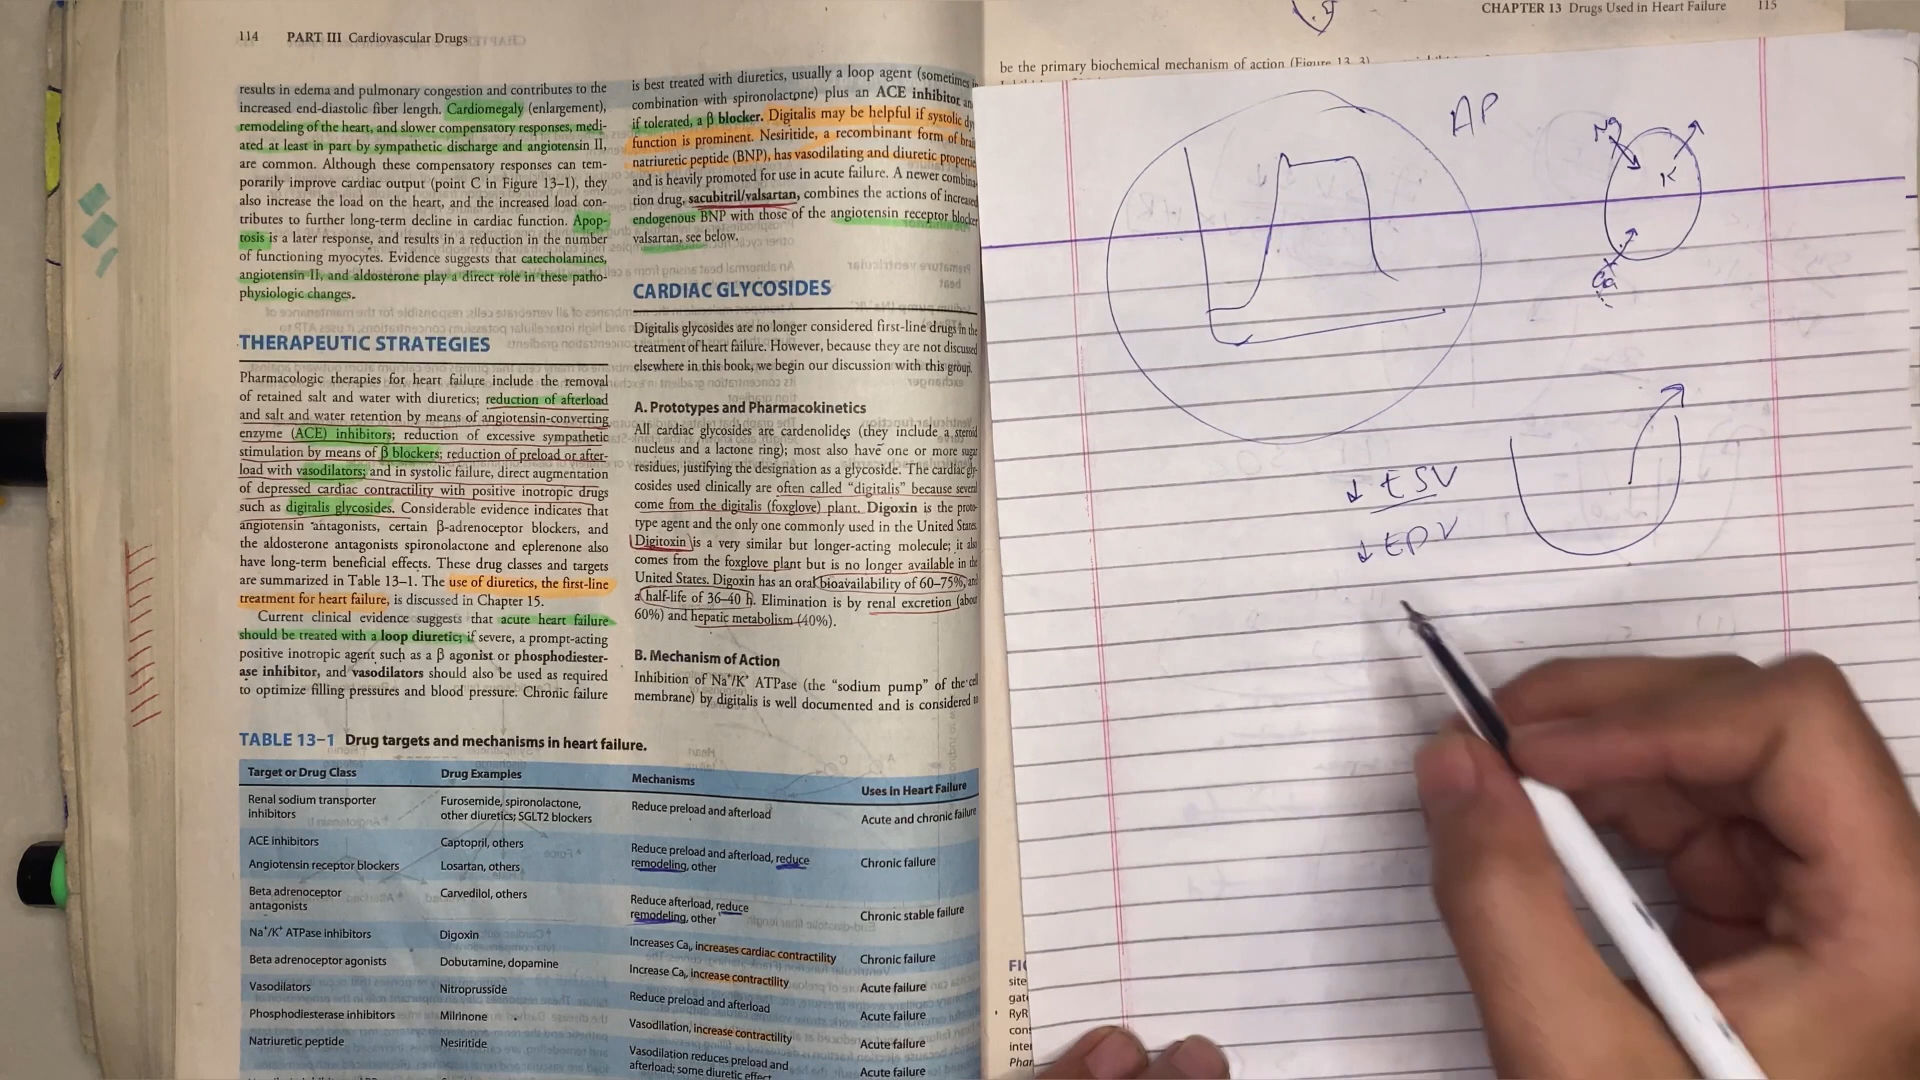 114 PART III Cardiovascular Drugs
results in edema and pulmonary congestion and contributes to the
increased end-diastolic fiber length. Cardiomegaly (enlargement),
remodeling of the heart, and slower compensatory responses, medi-
ated at least in part by sympathetic discharge and angiotensin II,
are common. Although these compensatory responses can tem-
porarily improve cardiac output (point C in Figure 13–1), they
also increase the load on the heart, and the increased load con-
tributes to further long-term decline in cardiac function. Apop-
tosis is a later response, and results in a reduction in the number
of functioning myocytes. Evidence suggests that catecholamines,
angiotensin II, and aldosterone play a direct role in these patho-
physiologic changes.
THERAPEUTIC STRATEGIES
Pharmacologic therapies for heart failure include the removal
of retained salt and water with diuretics; reduction of afterload
and salt and water retention by means of angiotensin-converting
enzyme (ACE) inhibitors; reduction of excessive sympathetic
stimulation by means of β blockers; reduction of preload or after-
load with vasodilators; and in systolic failure, direct augmentation
of depressed cardiac contractility with positive inotropic drugs
such as digitalis glycosides. Considerable evidence indicates that
angiotensin antagonists, certain β-adrenoceptor blockers, and
the aldosterone antagonists spironolactone and eplerenone also
have long-term beneficial effects. These drug classes and targets
are summarized in Table 13–1. The use of diuretics, the first-line
treatment for heart failure, is discussed in Chapter 15.
Current clinical evidence suggests that acute heart failure
should be treated with a loop diuretic; if severe, a prompt-acting
positive inotropic agent such as a β agonist or phosphodiester-
ase inhibitor, and vasodilators should also be used as required
to optimize filling pressures and blood pressure. Chronic failure
is best treated with diuretics, usually a loop agent (sometimes in
combination with spironolactone) plus an ACE inhibitor an
if tolerated, a β blocker. Digitalis may be helpful if systolic dy
function is prominent. Nesiritide, a recombinant form of brai
natriuretic peptide (BNP), has vasodilating and diuretic propertie
and is heavily promoted for use in acute failure. A newer combina
tion drug, sacubitril/valsartan, combines the actions of increased
endogenous BNP with those of the angiotensin receptor blocker
valsartan, see below.
CARDIAC GLYCOSIDES
Digitalis glycosides are no longer considered first-line drugs in the
treatment of heart failure. However, because they are not discussed
elsewhere in this book, we begin our discussion with this group.
A. Prototypes and Pharmacokinetics
All cardiac glycosides are cardenolides (they include a steroid
nucleus and a lactone ring); most also have one or more sugar
residues, justifying the designation as a glycoside. The cardiac gly-
cosides used clinically are often called “digitalis” because several
come from the digitalis (foxglove) plant. Digoxin is the proto-
type agent and the only one commonly used in the United States.
Digitoxin is a very similar but longer-acting molecule; it also
comes from the foxglove plant but is no longer available in the
United States. Digoxin has an oral bioavailability of 60–75%, and
a half-life of 36–40 h. Elimination is by renal excretion (about
60%) and hepatic metabolism (40%).
B. Mechanism of Action
Inhibition of Na⁺/K⁺ ATPase (the “sodium pump” of the cell
membrane) by digitalis is well documented and is considered to
TABLE 13–1 Drug targets and mechanisms in heart failure.
Target or Drug Class Drug Examples Mechanisms Uses in Heart Failure
Renal sodium transporter inhibitors Furosemide, spironolactone, other diuretics; SGLT2 blockers Reduce preload and afterload Acute and chronic failure
ACE inhibitors Captopril, others Reduce preload and afterload, reduce remodeling, other Chronic failure
Angiotensin receptor blockers Losartan, others
Beta adrenoceptor antagonists Carvedilol, others Reduce afterload, reduce remodeling, other Chronic stable failure
Na⁺/K⁺ ATPase inhibitors Digoxin Increases Caᵢ, increases cardiac contractility Chronic failure
Beta adrenoceptor agonists Dobutamine, dopamine Increase Caᵢ, increase contractility Acute failure
Vasodilators Nitroprusside Reduce preload and afterload Acute failure
Phosphodiesterase inhibitors Milrinone Vasodilation, increase contractility Acute failure
Natriuretic peptide Nesiritide Vasodilation reduces preload and afterload; some diuretic effect Acute failure
CHAPTER 13 Drugs Used in Heart Failure 115
be the primary biochemical mechanism of action (Figure 13–3).
AP
Na
K
Ca
↓ ESV
↓ EDV
FI
site
gat
RyR
con
inter
Phar